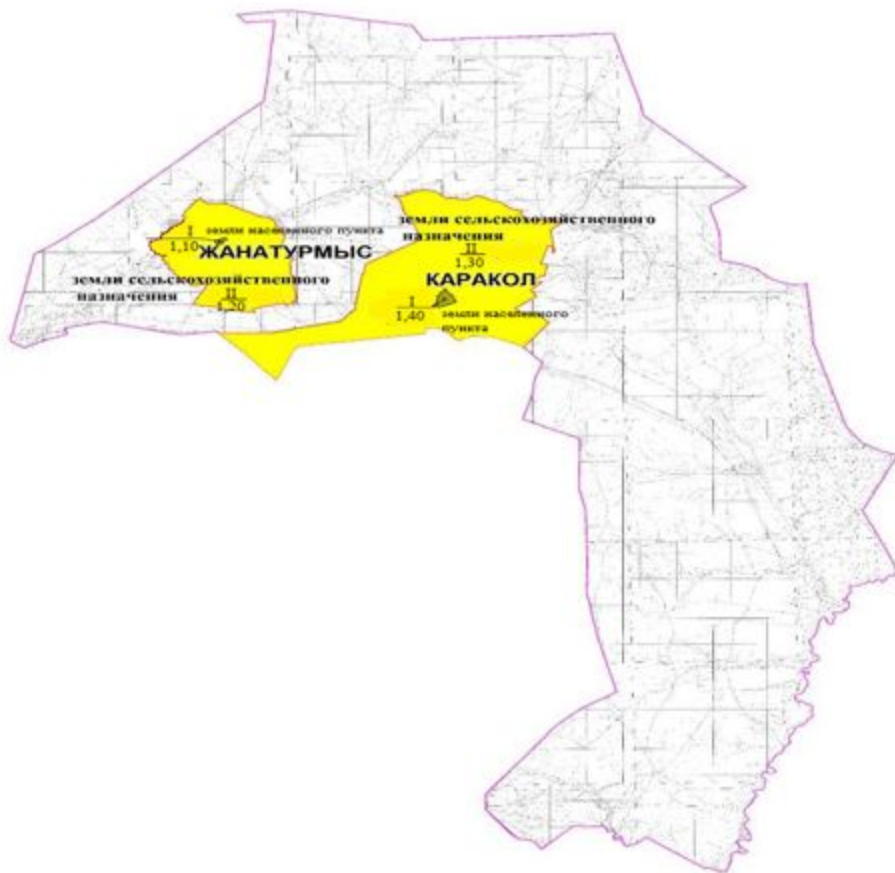 земли сельскохозяйственного
назначения
II
1,30
КАРАКОЛ
I
1,40
земли населенного
пункта
I
1,10
земли населенного пункта
ЖАНАТУРМЫС
земли сельскохозяйственного
назначения
II
1,20